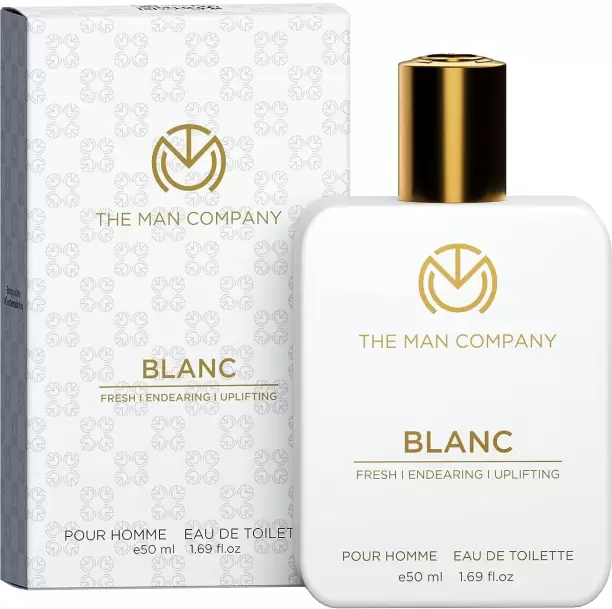 THE MAN COMPANY
BLANC
FRESH I ENDEARING I UPLIFTING
POUR HOMME EAU DE TOILETTE
e50 ml 1.69 fl.oz
THE MAN COMPANY
BLANC
FRESH I ENDEARING I UPLIFTING
POUR HOMME EAU DE TOILETTE
e50 ml 1.69 fl.oz